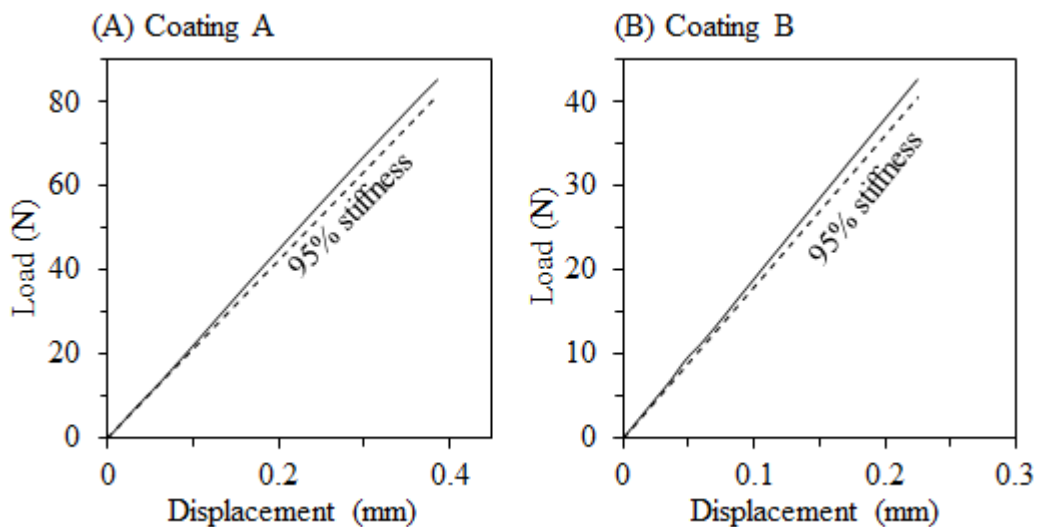 (A) Coating A
80
60
40
20
0
Load (N)
95% stiffness
0
0.2
0.4
Displacement (mm)
(B) Coating B
40
30
20
10
0
Load (N)
95% stiffness
0
0.1
0.2
0.3
Displacement (mm)